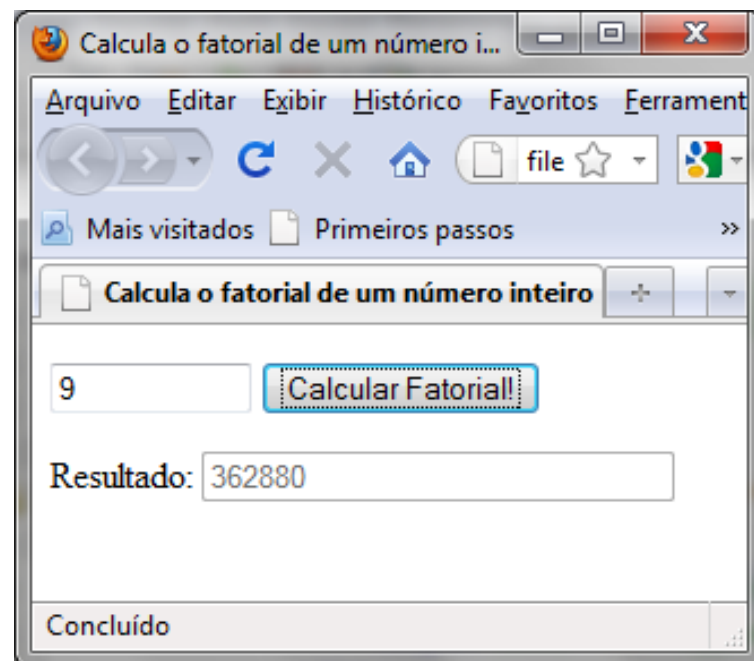 Calcula o fatorial de um número i...
Arquivo Editar Exibir Histórico Favoritos Ferrament
file
Mais visitados Primeiros passos »
Calcula o fatorial de um número inteiro
9 Calcular Fatorial!
Resultado: 362880
Concluído